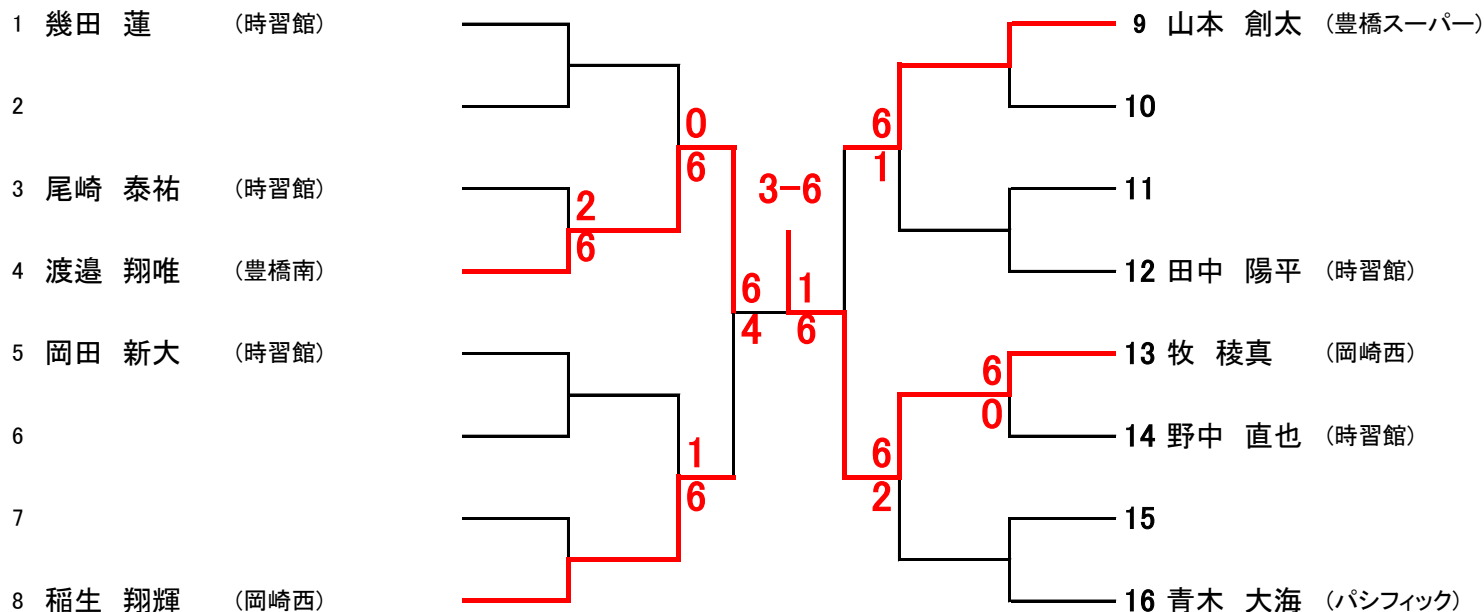 1 幾田 蓮 (時習館)
2
3 尾崎 泰祐 (時習館)
4 渡邉 翔唯 (豊橋南)
5 岡田 新大 (時習館)
6
7
8 稲生 翔輝 (岡崎西)
0
6
2
6
6
4
1
6
3-6
1
6
6
1
6
0
6
2
9 山本 創太 (豊橋スーパー)
10
11
12 田中 陽平 (時習館)
13 牧 稜真 (岡崎西)
14 野中 直也 (時習館)
15
16 青木 大海 (パシフィック)